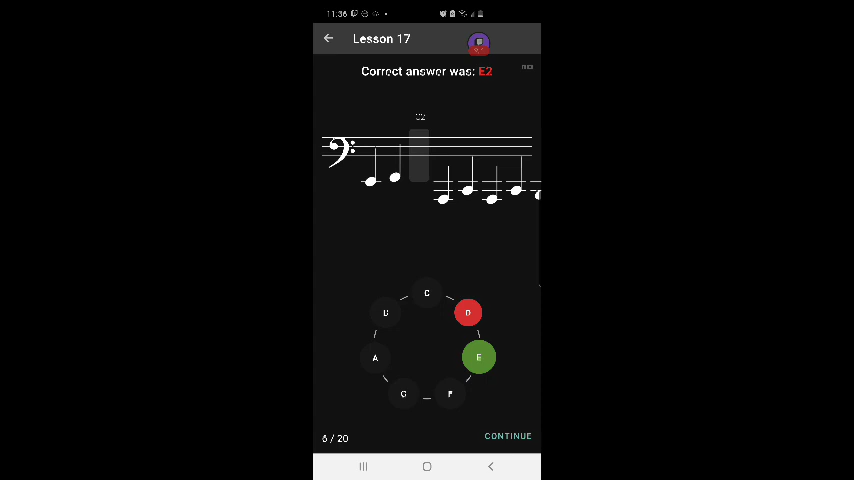 11:36
Lesson 17
Correct answer was: E2
C
D
E
F
G
A
6 / 20
CONTINUE